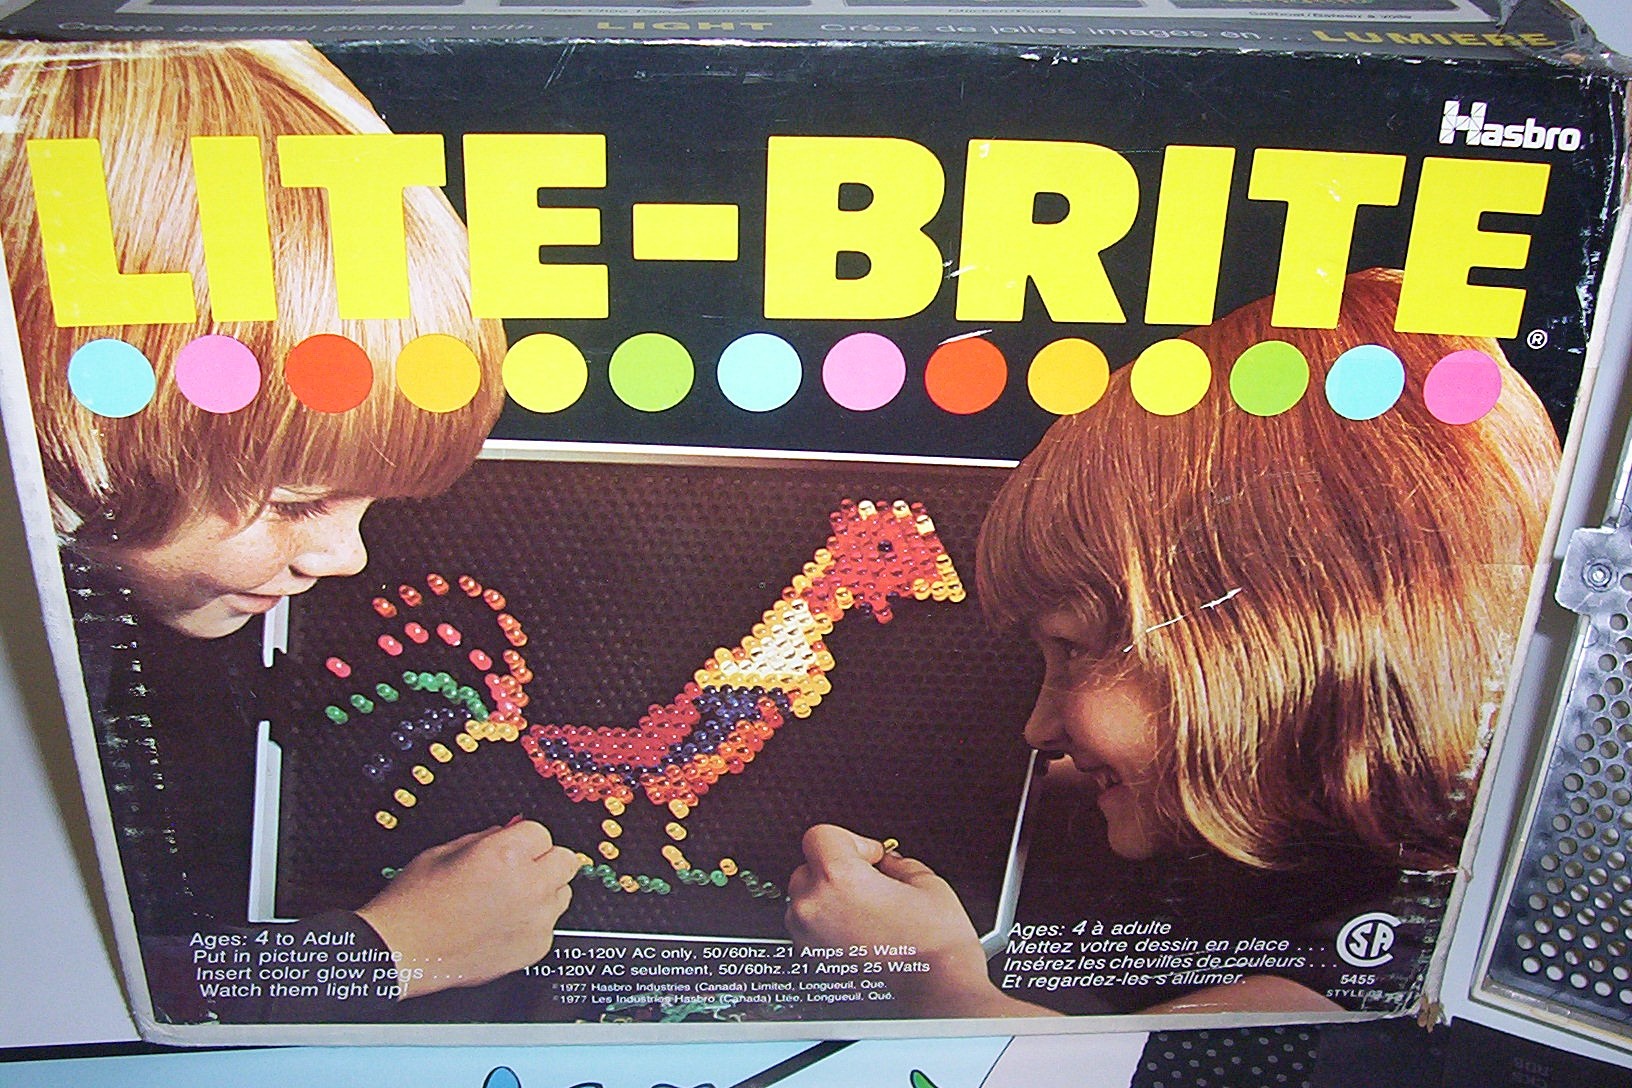 Create beautiful pictures with LIGHT Créez de jolies images en... LUMIÈRE
Hasbro
LITE-BRITE®
Ages: 4 to Adult
Put in picture outline . . .
Insert color glow pegs . . .
Watch them light up!
110-120V AC only, 50/60hz..21 Amps 25 Watts
110-120V AC seulement, 50/60hz..21 Amps 25 Watts
©1977 Hasbro Industries (Canada) Limited, Longueuil, Que.
©1977 Les Industries Hasbro (Canada) Ltée, Longueuil, Qué.
Ages: 4 à adulte
Mettez votre dessin en place . . .
Insérez les chevilles de couleurs . . .
Et regardez-les s'allumer.
SA
5455
STYLE